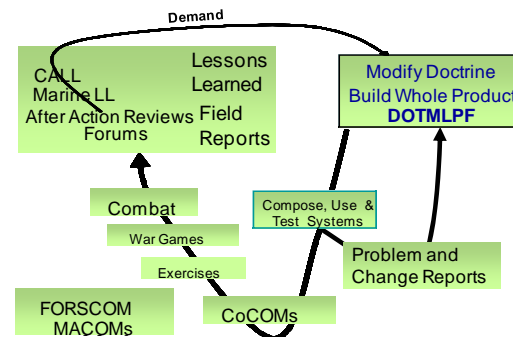 Demand
CALL
Marine LL
After Action Reviews
Forums
Lessons
Learned
Field
Reports
Modify Doctrine
Build Whole Product
DOTMLPF
Combat
War Games
Exercises
Compose, Use &
Test Systems
Problem and
Change Reports
CoCOMs
FORSCOM
MACOMs